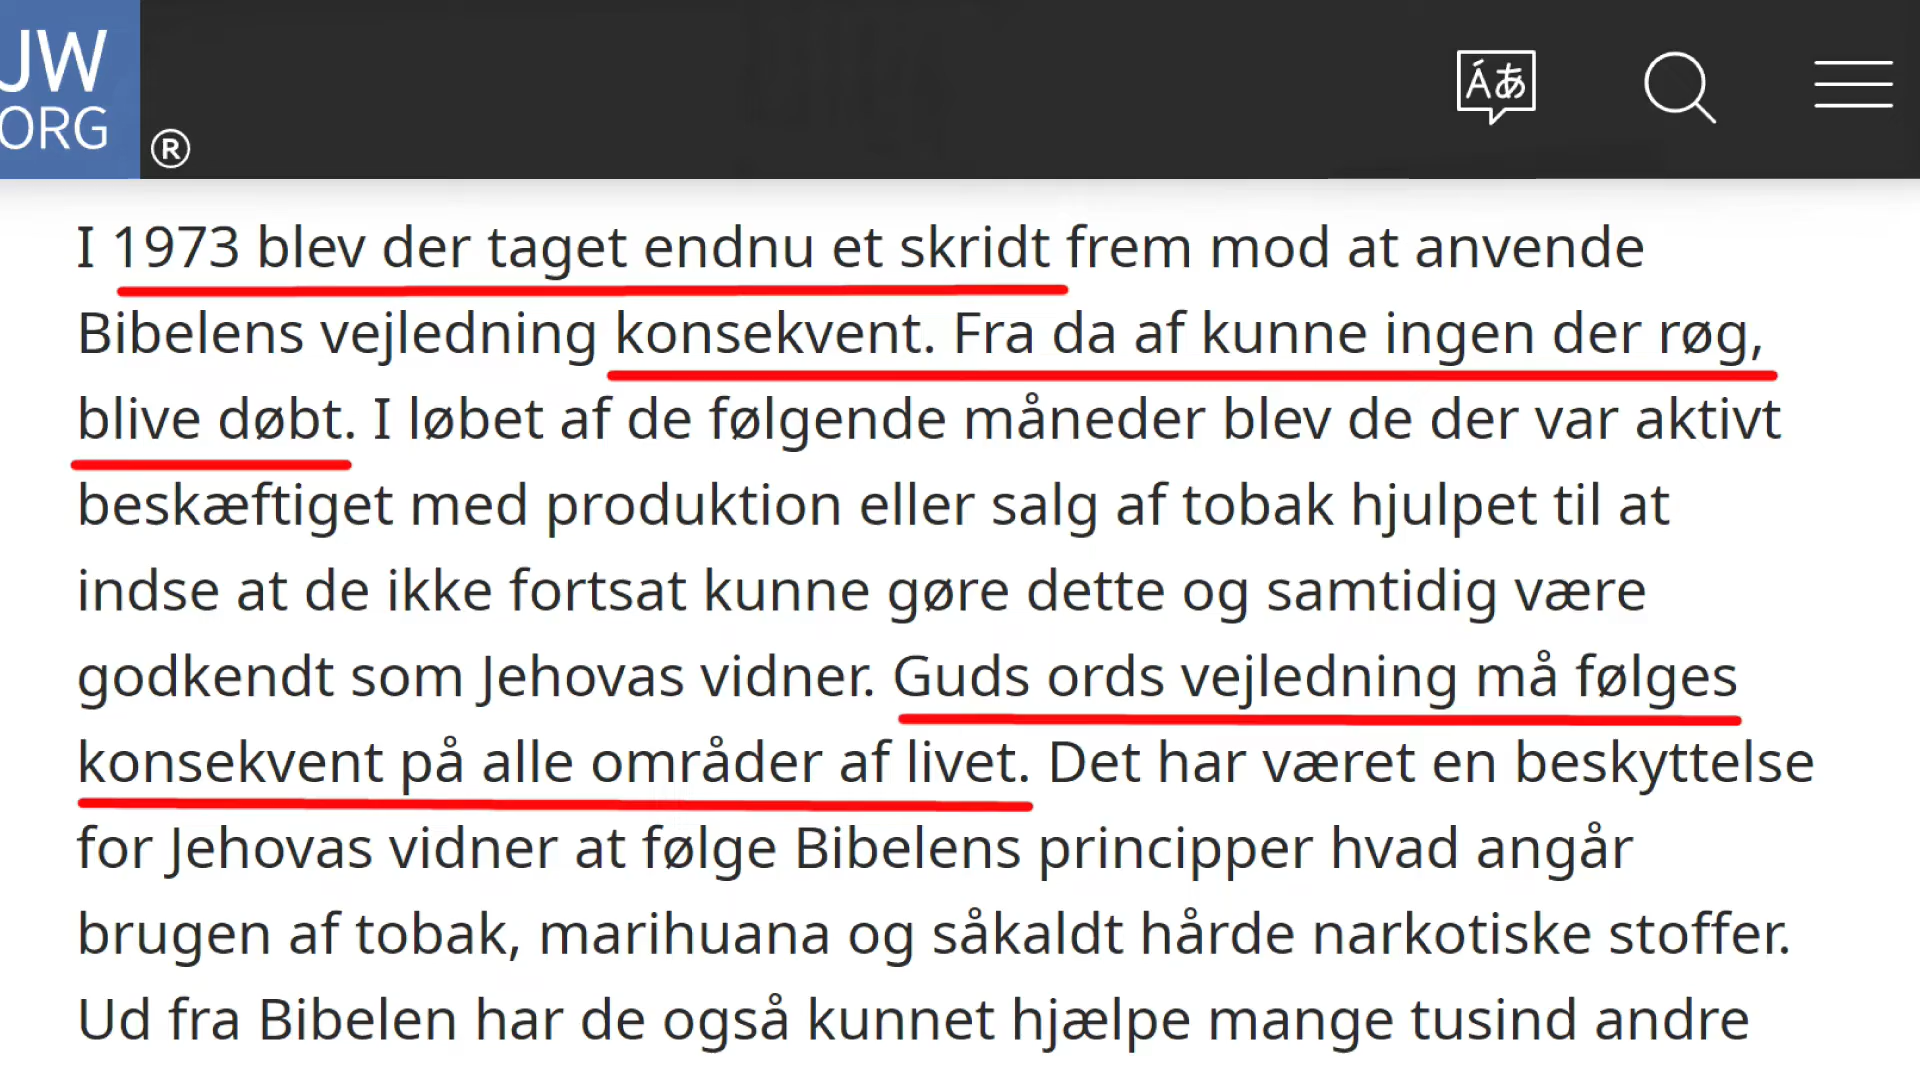 JW
ORG
®
Áあ
I 1973 blev der taget endnu et skridt frem mod at anvende
Bibelens vejledning konsekvent. Fra da af kunne ingen der røg,
blive døbt. I løbet af de følgende måneder blev de der var aktivt
beskæftiget med produktion eller salg af tobak hjulpet til at
indse at de ikke fortsat kunne gøre dette og samtidig være
godkendt som Jehovas vidner. Guds ords vejledning må følges
konsekvent på alle områder af livet. Det har været en beskyttelse
for Jehovas vidner at følge Bibelens principper hvad angår
brugen af tobak, marihuana og såkaldt hårde narkotiske stoffer.
Ud fra Bibelen har de også kunnet hjælpe mange tusind andre